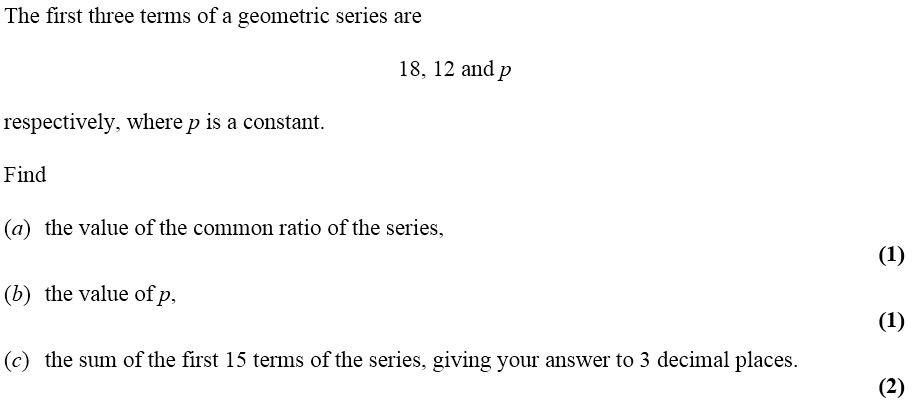 The first three terms of a geometric series are
18, 12 and p
respectively, where p is a constant.
Find
(a) the value of the common ratio of the series,
(1)
(b) the value of p,
(1)
(c) the sum of the first 15 terms of the series, giving your answer to 3 decimal places.
(2)